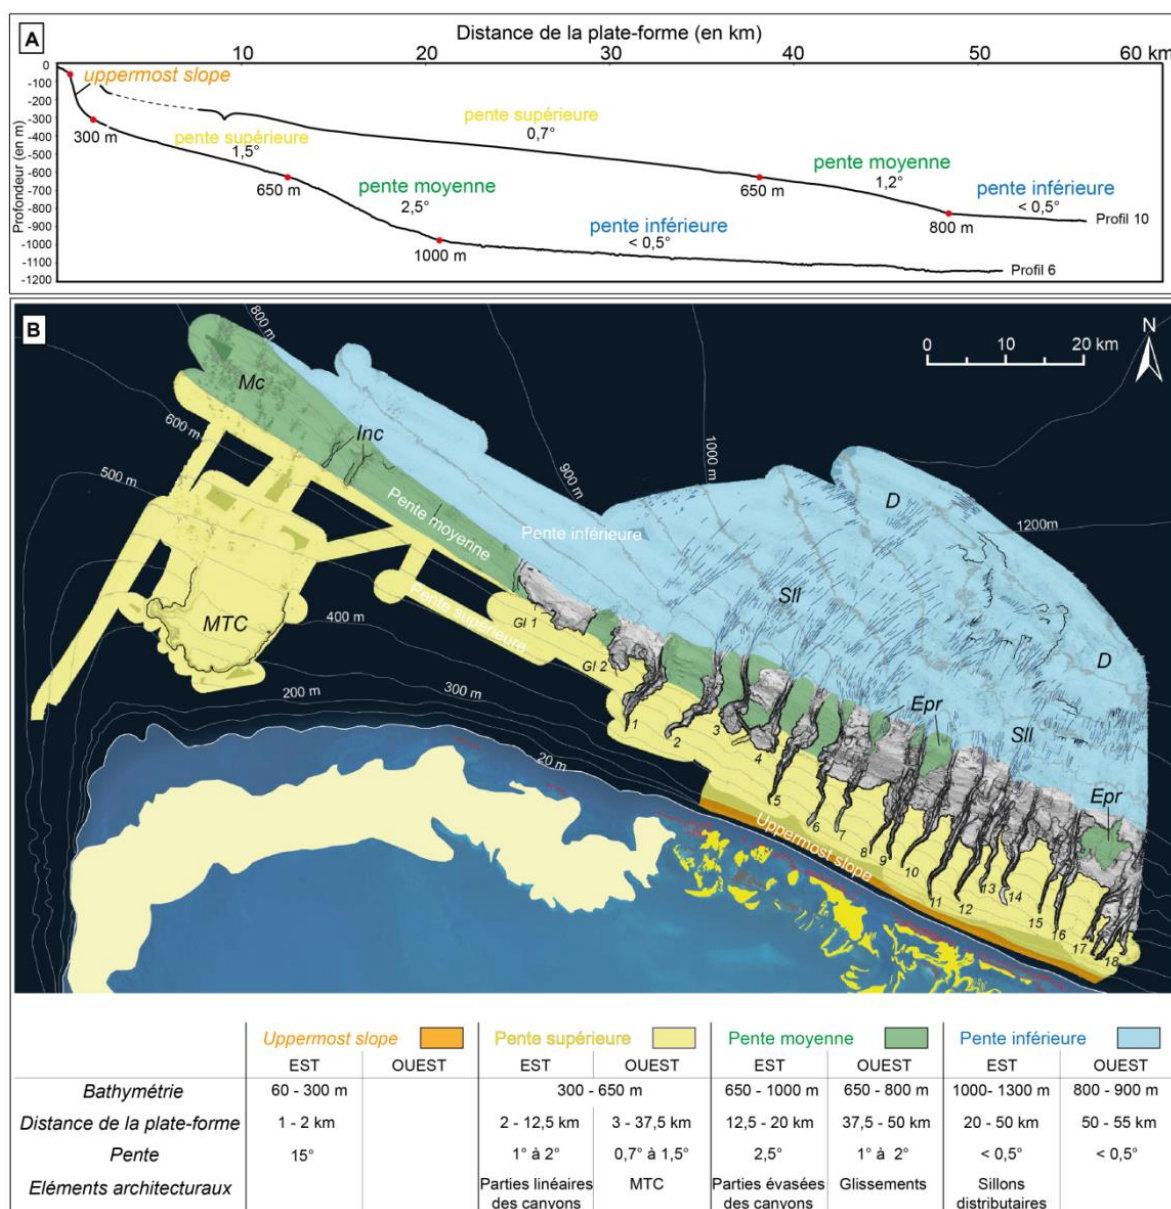 A
Distance de la plate-forme (en km)
10
20
30
40
50
60 km
Profondeur (en m)
0
-100
-200
-300
-400
-500
-600
-700
-800
-900
-1000
-1100
-1200
uppermost slope
300 m
pente supérieure
1,5°
650 m
pente moyenne
2,5°
1000 m
pente inférieure
< 0,5°
Profil 6
pente supérieure
0,7°
650 m
pente moyenne
1,2°
800 m
pente inférieure
< 0,5°
Profil 10
B
N
0 10 20 km
800 m
Mc
600 m
Inc
500 m
1000 m
900 m
D
1200m
Pente moyenne
Pente inférieure
Pente supérieure
Sll
MTC
400 m
Gl 1
Gl 2
D
200 m
300 m
Epr
Sll
20 m
Epr
Uppermost slope
1
2
3
4
5
6
7
8
9
10
11
12
13
14
15
16
17
18
Uppermost slope Pente supérieure Pente moyenne Pente inférieure
EST OUEST EST OUEST EST OUEST EST OUEST
Bathymétrie 60 - 300 m 300 - 650 m 650 - 1000 m 650 - 800 m 1000- 1300 m 800 - 900 m
Distance de la plate-forme 1 - 2 km 2 - 12,5 km 3 - 37,5 km 12,5 - 20 km 37,5 - 50 km 20 - 50 km 50 - 55 km
Pente 15° 1° à 2° 0,7° à 1,5° 2,5° 1° à 2° < 0,5° < 0,5°
Eléments architecturaux Parties linéaires MTC Parties évasées Glissements Sillons
des canyons des canyons distributaires